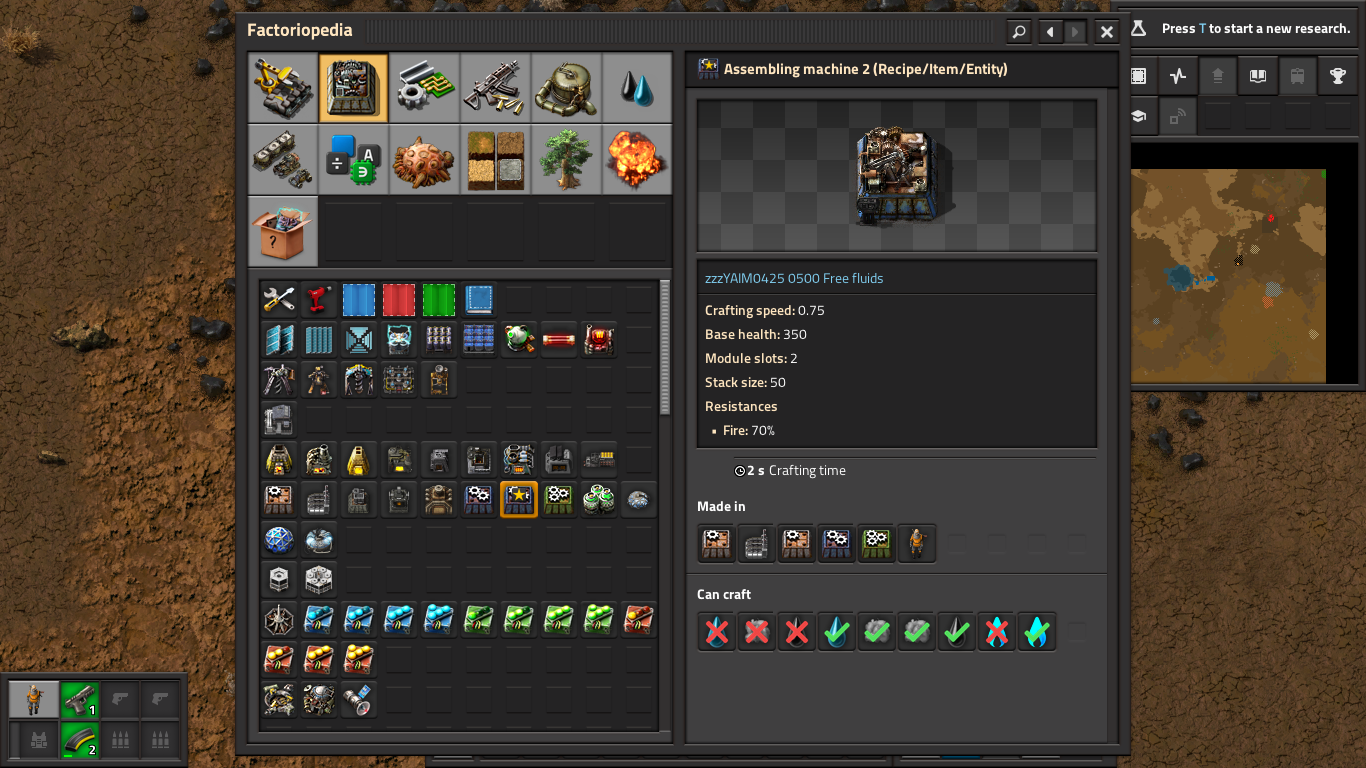 Factoriopedia
Press T to start a new research.
Assembling machine 2 (Recipe/Item/Entity)
A
?
zzzYAIM0425 0500 Free fluids
Crafting speed: 0.75
Base health: 350
Module slots: 2
Stack size: 50
Resistances
• Fire: 70%
2 s Crafting time
Made in
Can craft
1
2